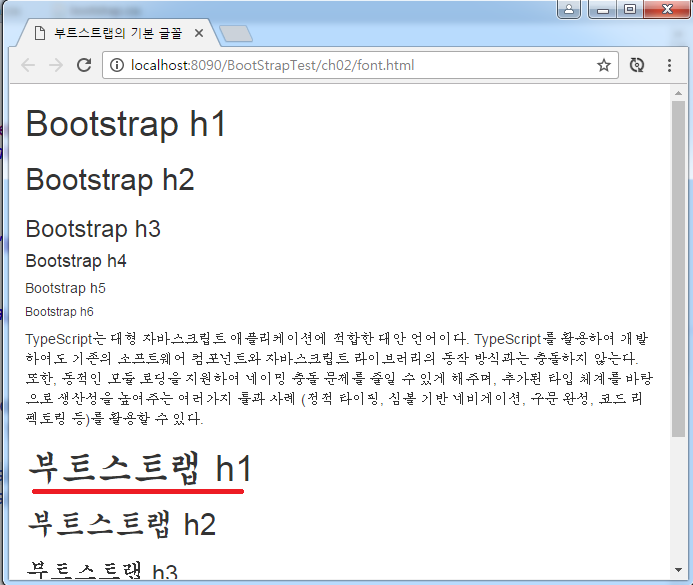 부트스트랩의 기본 글꼴
localhost:8090/BootStrapTest/ch02/font.html
Bootstrap h1
Bootstrap h2
Bootstrap h3
Bootstrap h4
Bootstrap h5
Bootstrap h6
TypeScript는 대형 자바스크립트 애플리케이션에 적합한 대안 언어이다. TypeScript를 활용하여 개발
하여도 기존의 소프트웨어 컴포넌트와 자바스크립트 라이브러리의 동작 방식과는 충돌하지 않는다.
또한, 동적인 모듈 로딩을 지원하여 네이밍 충돌 문제를 줄일 수 있게 해주며, 추가된 타입 체계를 바탕
으로 생산성을 높여주는 여러가지 툴과 사례 (정적 타이핑, 심볼 기반 네비게이션, 구문 완성, 코드 리
펙토링 등)를 활용할 수 있다.
부트스트랩 h1
부트스트랩 h2
부트스트랩 h3